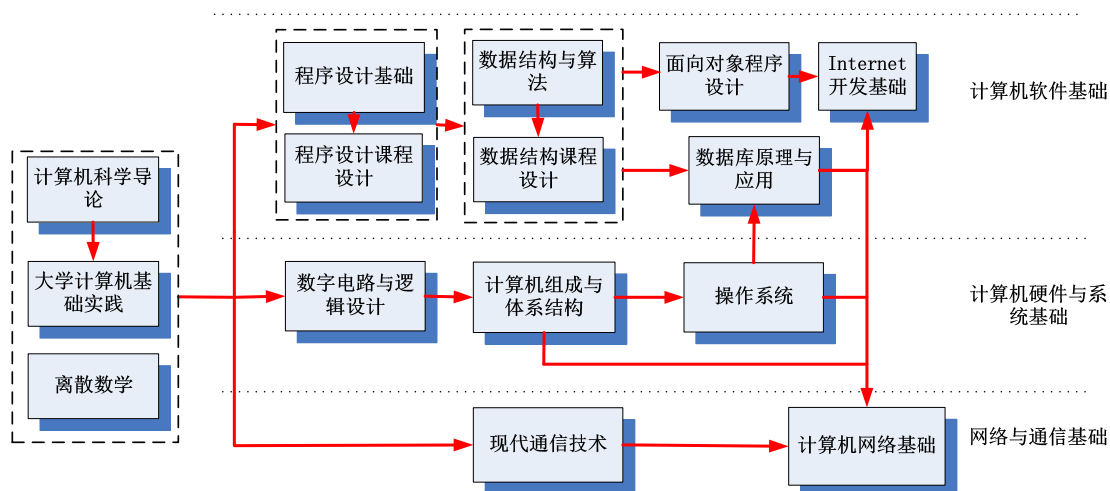 程序设计基础
程序设计课程
设计
数据结构与算
法
数据结构课程
设计
面向对象程序
设计
Internet
开发基础
数据库原理与
应用
计算机软件基础
计算机科学导
论
大学计算机基
础实践
离散数学
数字电路与逻
辑设计
计算机组成与
体系结构
操作系统
计算机硬件与系
统基础
现代通信技术
计算机网络基础
网络与通信基础